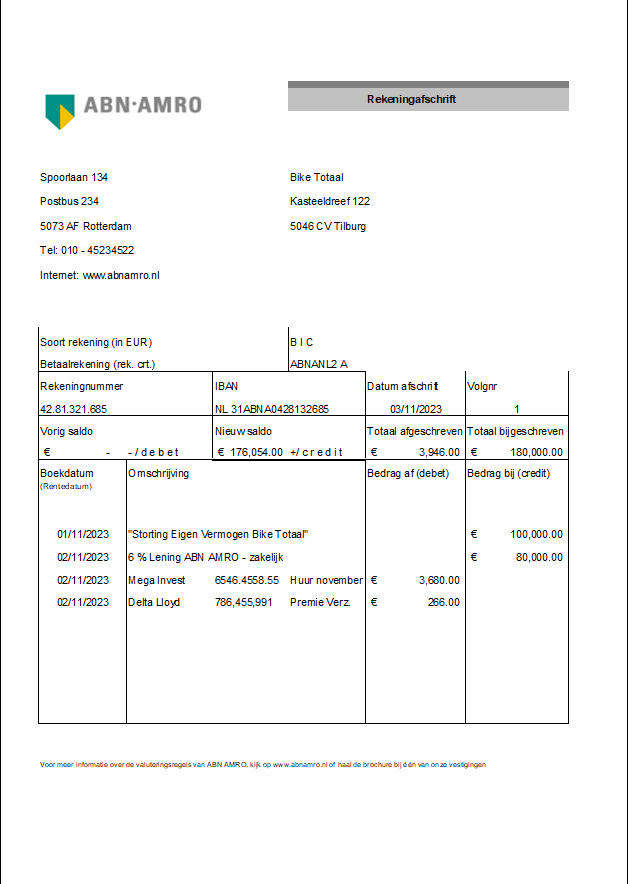 ABN·AMRO
Rekeningafschrift
Spoorlaan 134 Bike Totaal
Postbus 234 Kasteeldreef 122
5073 AF Rotterdam 5046 CV Tilburg
Tel: 010 - 45234522
Internet: www.abnamro.nl
Soort rekening (in EUR) B I C
Betaalrekening (rek. crt.) ABNANL2 A
Rekeningnummer IBAN Datum afschrift Volgnr
42.81.321.685 NL 31ABNA0428132685 03/11/2023 1
Vorig saldo Nieuw saldo Totaal afgeschreven Totaal bijgeschreven
€ - - / d e b e t € 176,054.00 +/ c r e d i t € 3,946.00 € 180,000.00
Boekdatum Omschrijving Bedrag af (debet) Bedrag bij (credit)
(Rentedatum)
01/11/2023 "Storting Eigen Vermogen Bike Totaal" € 100,000.00
02/11/2023 6 % Lening ABN AMRO - zakelijk € 80,000.00
02/11/2023 Mega Invest 6546.4558.55 Huur november € 3,680.00
02/11/2023 Delta Lloyd 786,455,991 Premie Verz. € 266.00
Voor meer informatie over de valuteringsregels van ABN AMRO, kijk op www.abnamro.nl of haal de brochure bij één van onze vestigingen